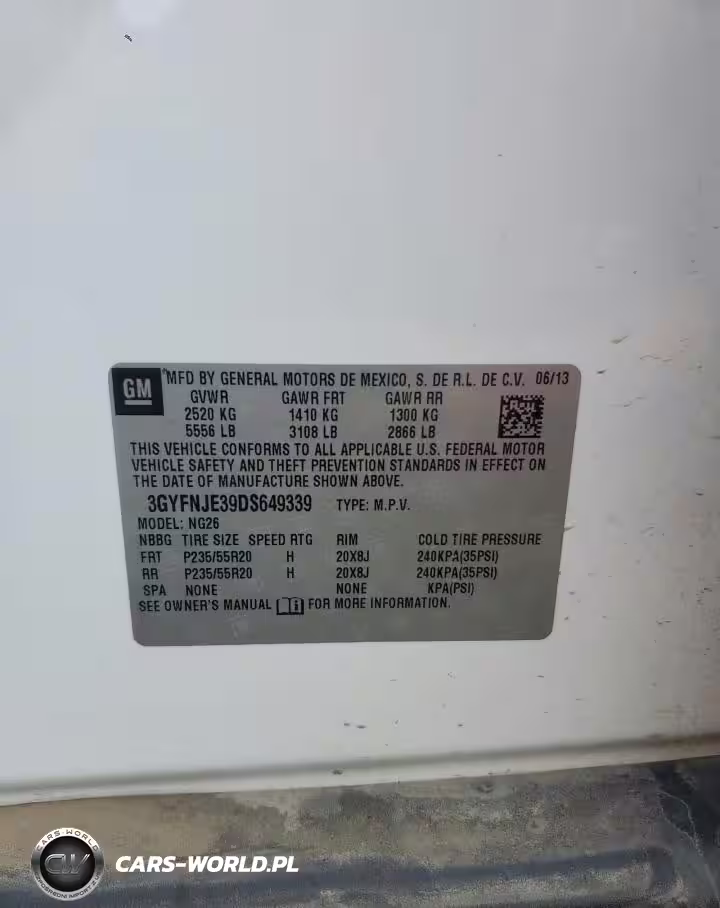 GM
MFD BY GENERAL MOTORS DE MEXICO, S. DE R.L. DE C.V. 06/13
GVWR GAWR FRT GAWR RR
2520 KG 1410 KG 1300 KG
5556 LB 3108 LB 2866 LB
THIS VEHICLE CONFORMS TO ALL APPLICABLE U.S. FEDERAL MOTOR
VEHICLE SAFETY AND THEFT PREVENTION STANDARDS IN EFFECT ON
THE DATE OF MANUFACTURE SHOWN ABOVE.
3GYFNJE39DS649339 TYPE: M.P.V.
MODEL: NG26
NBBG TIRE SIZE SPEED RTG RIM COLD TIRE PRESSURE
FRT P235/55R20 H 20X8J 240KPA(35PSI)
RR P235/55R20 H 20X8J 240KPA(35PSI)
SPA NONE NONE KPA(PSI)
SEE OWNER'S MANUAL i FOR MORE INFORMATION.
CARS-WORLD
CW
CARS-WORLD.PL